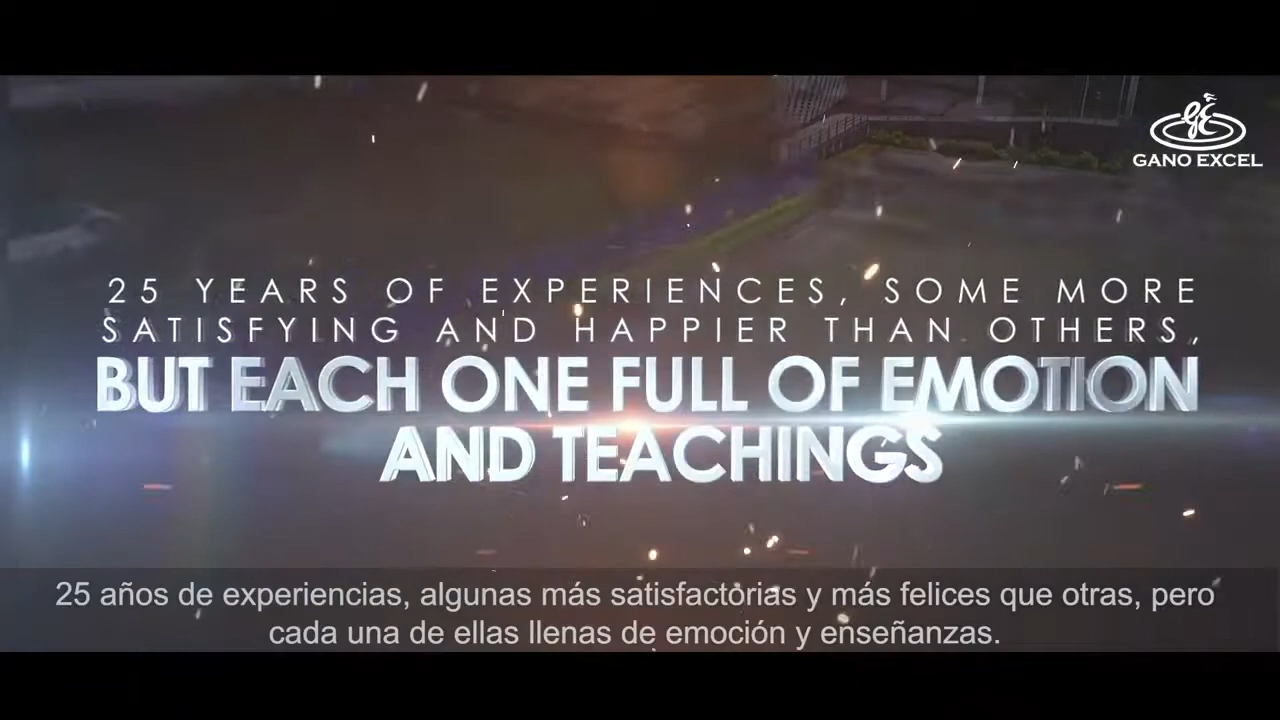 GANO EXCEL
25 YEARS OF EXPERIENCES, SOME MORE
SATISFYING AND HAPPIER THAN OTHERS,
BUT EACH ONE FULL OF EMOTION
AND TEACHINGS
25 años de experiencias, algunas más satisfactorias y más felices que otras, pero
cada una de ellas llenas de emoción y enseñanzas.